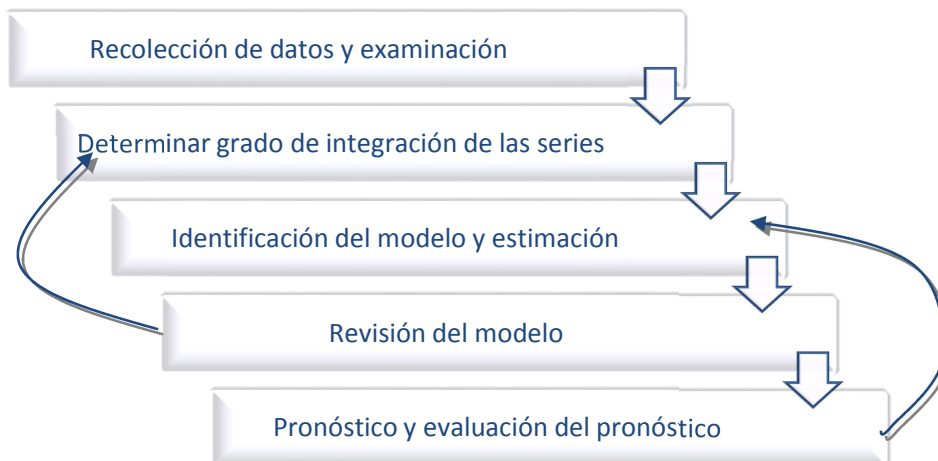 Recolección de datos y examinación
Determinar grado de integración de las series
Identificación del modelo y estimación
Revisión del modelo
Pronóstico y evaluación del pronóstico